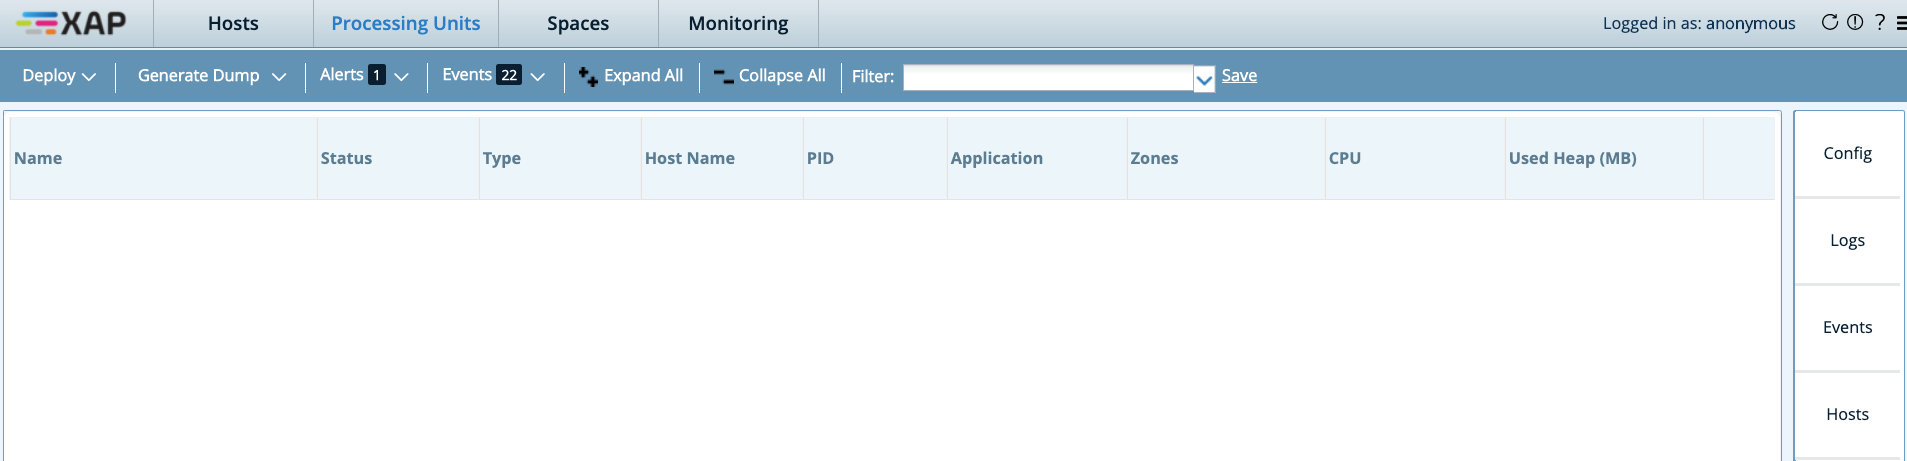 XAP Hosts Processing Units Spaces Monitoring Logged in as: anonymous ?
Deploy Generate Dump Alerts 1 Events 22 Expand All Collapse All Filter: Save
Name Status Type Host Name PID Application Zones CPU Used Heap (MB)
Config
Logs
Events
Hosts